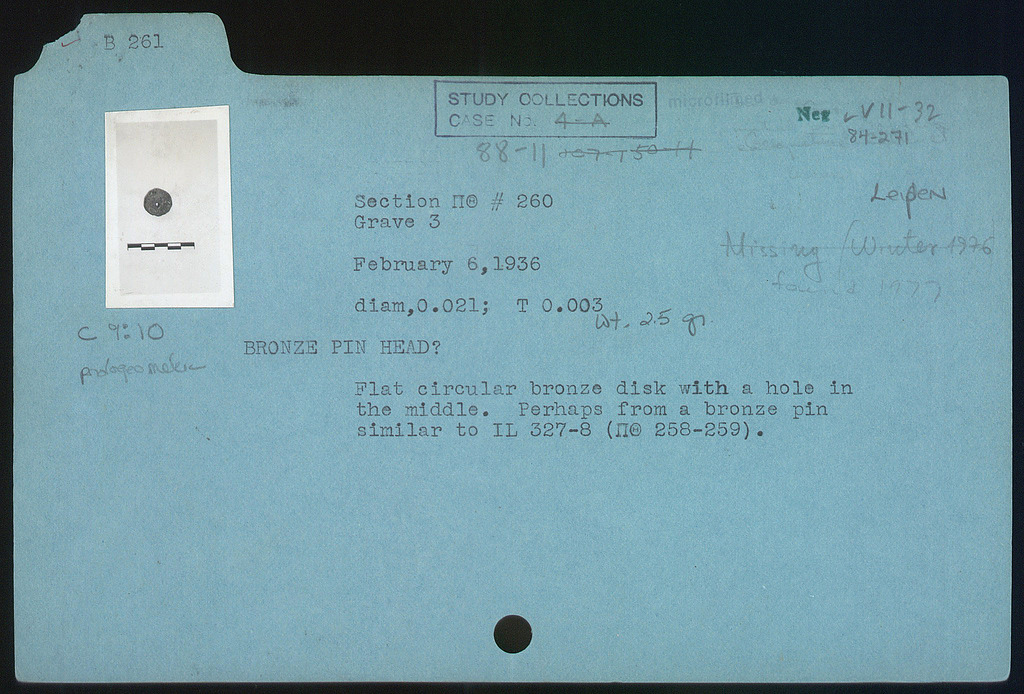 B 261
STUDY COLLECTIONS
CASE NO. 4-A
microfilmed
Neg VII-32
84-271
88-11
Section ΠΘ # 260
Grave 3
Leipen
February 6,1936
Missing Winter 1976
found 1977
diam,0.021; T 0.003
Wt. 2.5 gr.
C 9:10
protogeometric
BRONZE PIN HEAD?
Flat circular bronze disk with a hole in
the middle. Perhaps from a bronze pin
similar to IL 327-8 (ΠΘ 258-259).